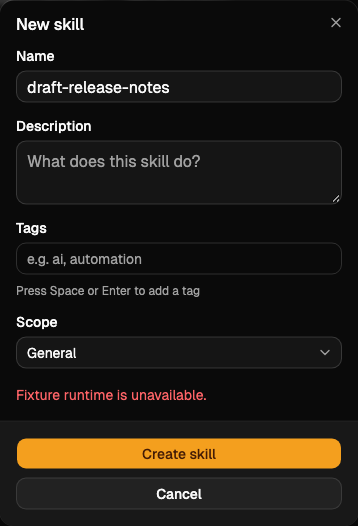 New skill
Name
draft-release-notes
Description
What does this skill do?
Tags
e.g. ai, automation
Press Space or Enter to add a tag
Scope
General
Fixture runtime is unavailable.
Create skill
Cancel